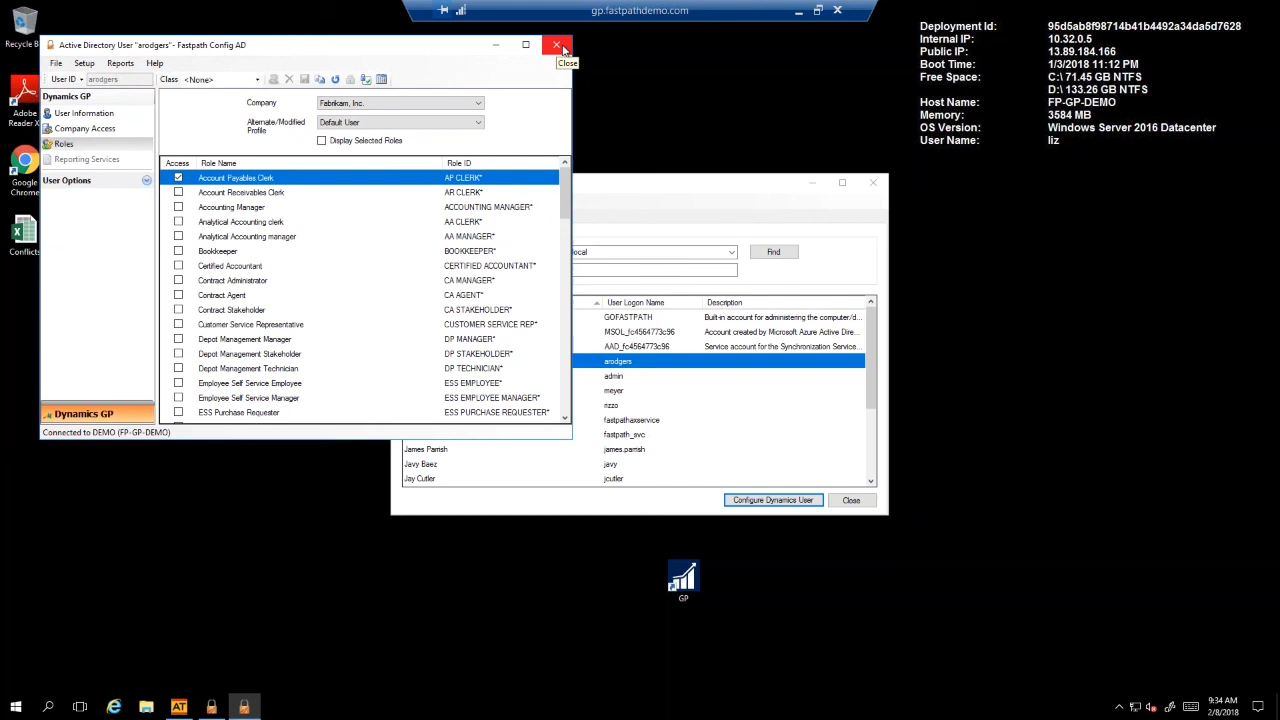 gp.fastpathdemo.com
Recycle B
Adobe
Reader X
Google
Chrome
Conflicts
Deployment Id: 95d5ab898714b41b4492a34da5d7628
Internal IP: 10.32.0.5
Public IP: 13.89.184.166
Boot Time: 1/3/2018 11:12 PM
Free Space: C:\ 71.45 GB NTFS
D:\ 133.26 GB NTFS
Host Name: FP-GP-DEMO
Memory: 3584 MB
OS Version: Windows Server 2016 Datacenter
User Name: liz
Active Directory User "arodgers"- Fastpath Config AD
Close
File Setup Reports Help
User ID arodgers Class <None>
Dynamics GP
User Information
Company Access
Roles
Reporting Services
User Options
Dynamics GP
Connected to DEMO (FP-GP-DEMO)
Company Fabrikam, Inc.
Alternate/Modified Profile Default User
Display Selected Roles
Access Role Name Role ID
Account Payables Clerk AP CLERK*
Account Receivables Clerk AR CLERK*
Accounting Manager ACCOUNTING MANAGER*
Analytical Accounting clerk AA CLERK*
Analytical Accounting manager AA MANAGER*
Bookkeeper BOOKKEEPER*
Certified Accountant CERTIFIED ACCOUNTANT*
Contract Administrator CA MANAGER*
Contract Agent CA AGENT*
Contract Stakeholder CA STAKEHOLDER*
Customer Service Representative CUSTOMER SERVICE REP*
Depot Management Manager DP MANAGER*
Depot Management Stakeholder DP STAKEHOLDER*
Depot Management Technician DP TECHNICIAN*
Employee Self Service Employee ESS EMPLOYEE*
Employee Self Service Manager ESS EMPLOYEE MANAGER*
ESS Purchase Requester ESS PURCHASE REQUESTER*
local Find
User Logon Name Description
GOFASTPATH Built-in account for administering the computer/d...
MSOL_fc4564773c96 Account created by Microsoft Azure Active Dire...
AAD_fc4564773c96 Service account for the Synchronization Service...
arodgers
admin
meyer
rizzo
fastpathaxservice
fastpath_svc
James Parrish james.parrish
Javy Baez javy
Jay Cutler jcutler
Configure Dynamics User Close
GP
AT
9:34 AM
2/8/2018